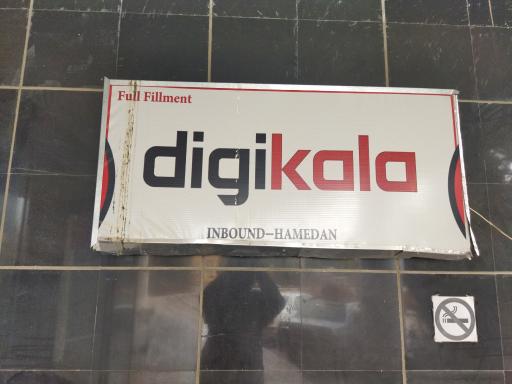 Full Fillment
digikala
INBOUND-HAMEDAN